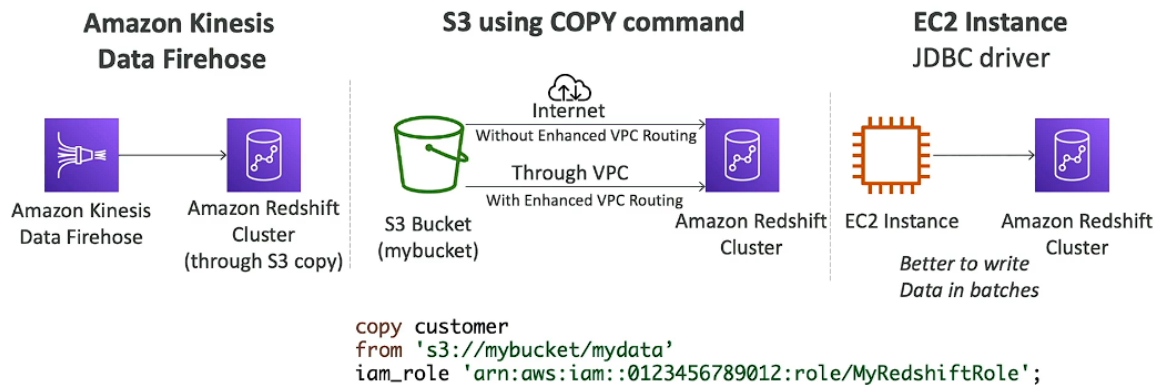 Amazon Kinesis
Data Firehose
Amazon Kinesis
Data Firehose
Amazon Redshift
Cluster
(through S3 copy)
S3 using COPY command
Internet
Without Enhanced VPC Routing
Through VPC
With Enhanced VPC Routing
S3 Bucket
(mybucket)
Amazon Redshift
Cluster
EC2 Instance
JDBC driver
EC2 Instance
Amazon Redshift
Cluster
Better to write
Data in batches
copy customer
from 's3://mybucket/mydata’
iam_role 'arn:aws:iam::0123456789012:role/MyRedshiftRole';